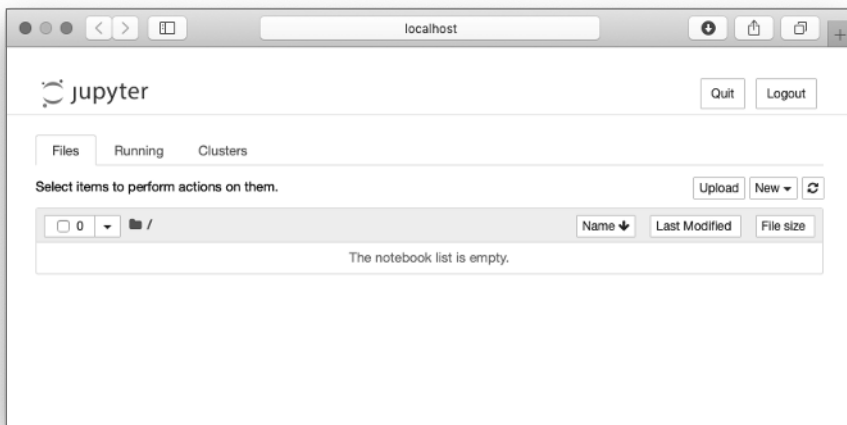 localhost
jupyter
Quit Logout
Files Running Clusters
Select items to perform actions on them.
Upload New
0 / Name Last Modified File size
The notebook list is empty.